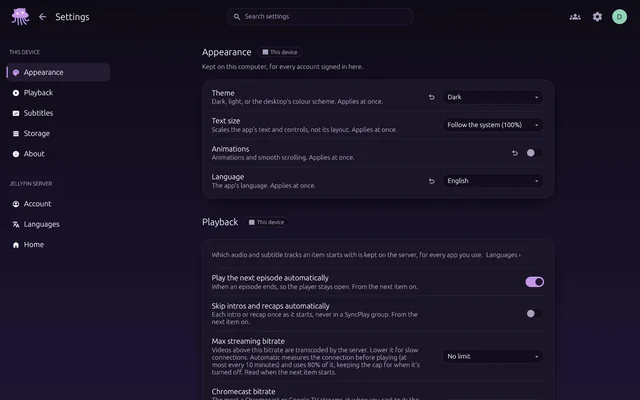 Settings
Search settings
D
THIS DEVICE
Appearance
Playback
Subtitles
Storage
About
JELLYFIN SERVER
Account
Languages
Home
Appearance
This device
Kept on this computer, for every account signed in here.
Theme
Dark, light, or the desktop's colour scheme. Applies at once.
Dark
Text size
Scales the app's text and controls, not its layout. Applies at once.
Follow the system (100%)
Animations
Animations and smooth scrolling. Applies at once.
Language
The app's language. Applies at once.
English
Playback
This device
Which audio and subtitle tracks an item starts with is kept on the server, for every app you use. Languages ›
Play the next episode automatically
When an episode ends, so the player stays open. From the next item on.
Skip intros and recaps automatically
Each intro or recap once as it starts, never in a SyncPlay group. From the
next item on.
Max streaming bitrate
Videos above this bitrate are transcoded by the server. Lower it for slow
connections. Automatic measures the connection before playing (at
most every 10 minutes) and uses 80% of it, keeping the cap for when it's
turned off. Read when the next item starts.
No limit
Chromecast bitrate